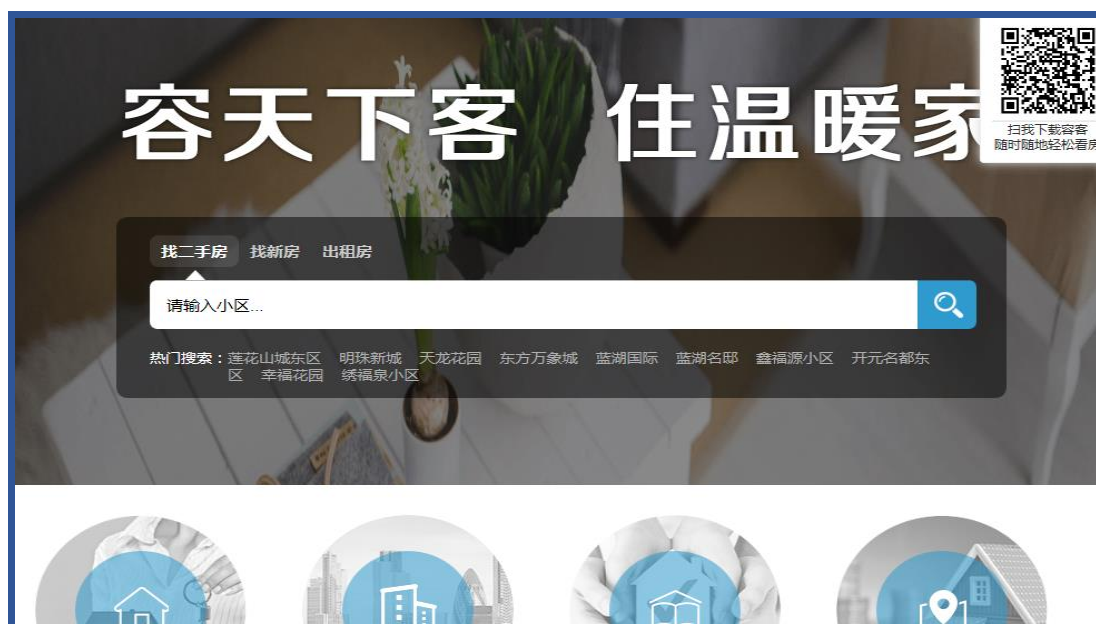 容天下客 住温暖家
扫我下载容客
随时随地轻松看房
找二手房 找新房 出租房
请输入小区...
热门搜索：莲花山城东区 明珠新城 天龙花园 东方万象城 蓝湖国际 蓝湖名邸 鑫福源小区 开元名都东
区 幸福花园 绣福泉小区